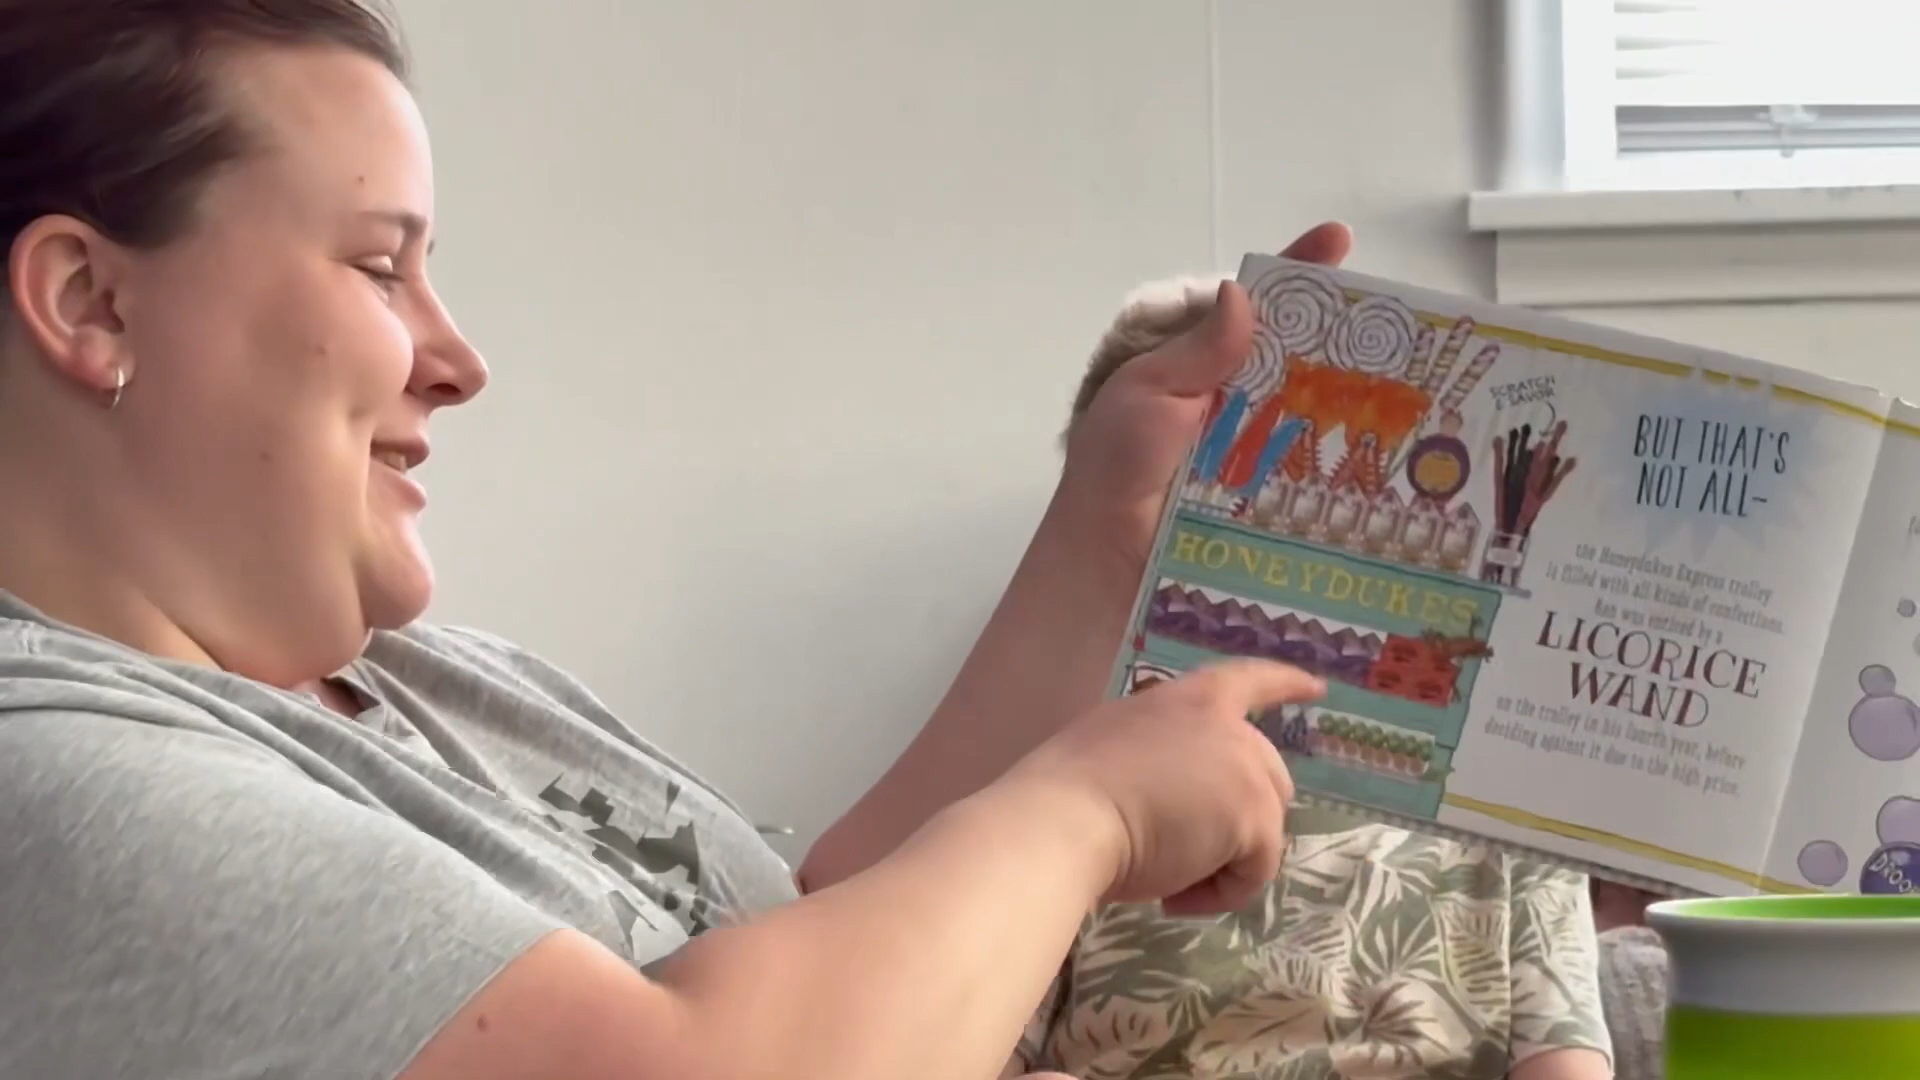 SCRATCH
& SAVOR
BUT THAT'S
NOT ALL-
HONEYDUKES
the Honeydukes Express trolley
is filled with all kinds of confections.
Ron was enticed by a
LICORICE
WAND
on the trolley in his fourth year, before
deciding against it due to the high price.